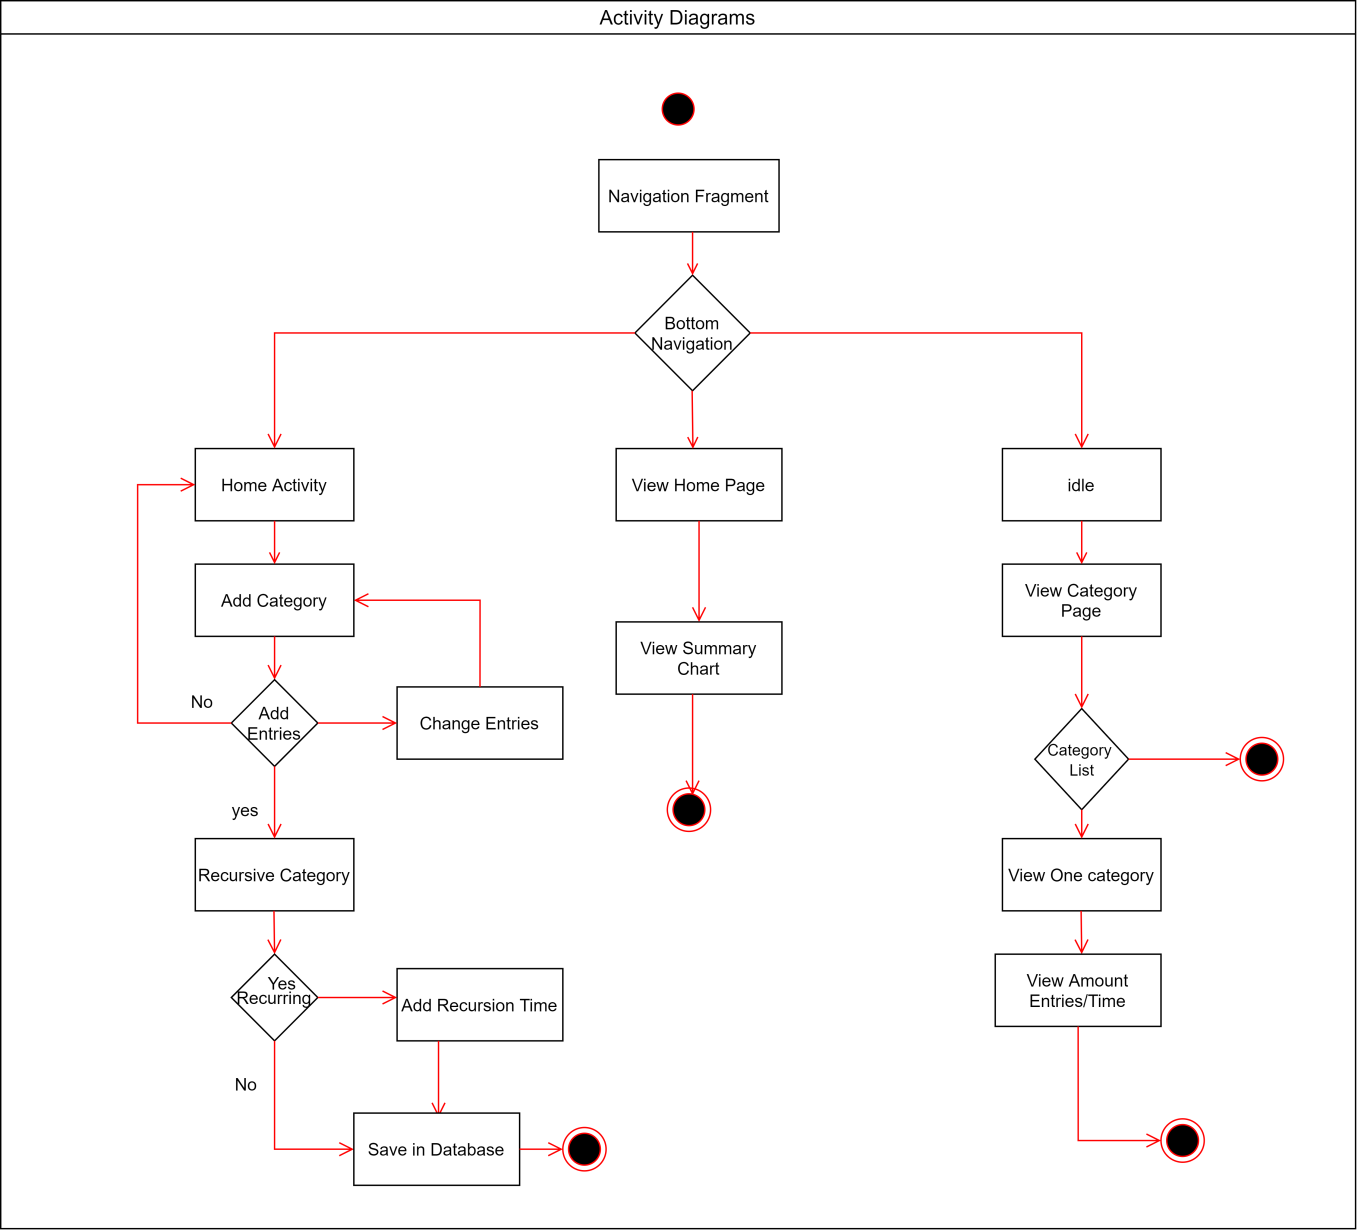 Activity Diagrams
Navigation Fragment
Bottom
Navigation
Home Activity
View Home Page
idle
Add Category
View Category
Page
View Summary
Chart
No
Add
Entries
Change Entries
Category
List
yes
Recursive Category
View One category
Yes
Recurring
Add Recursion Time
View Amount
Entries/Time
No
Save in Database